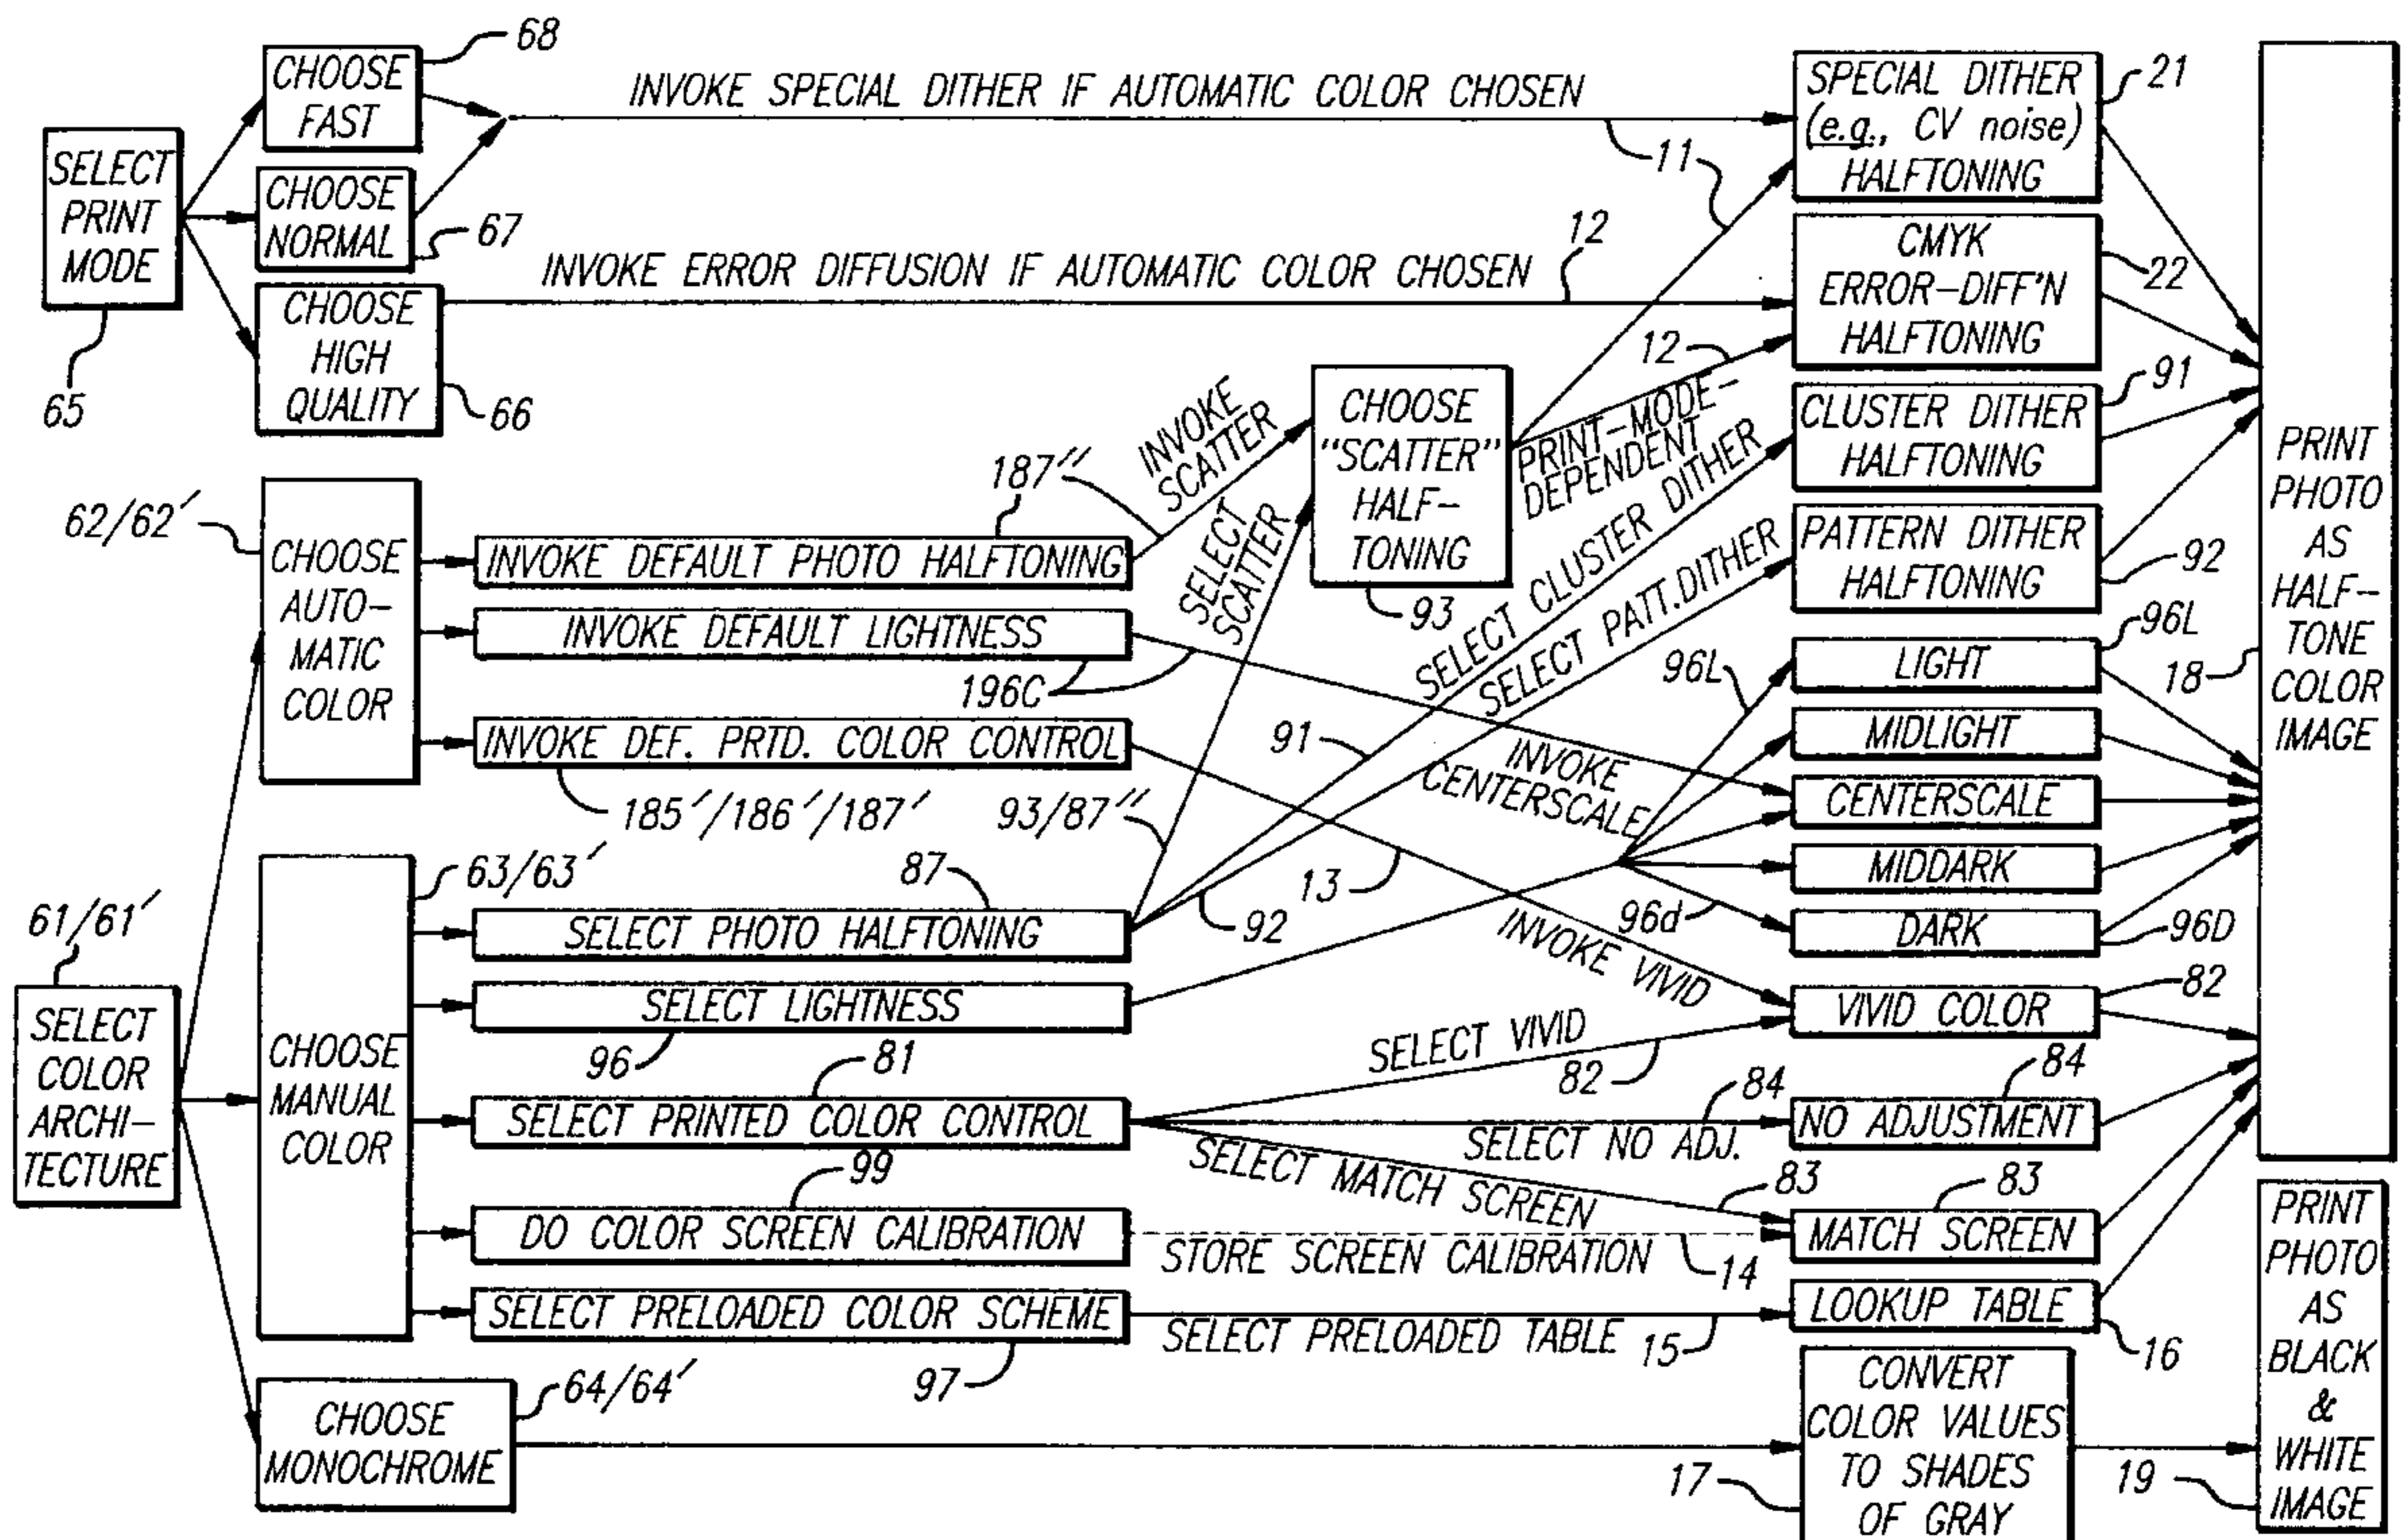 SELECT
PRINT
MODE
65
CHOOSE
FAST
68
CHOOSE
NORMAL
67
CHOOSE
HIGH
QUALITY
66
INVOKE SPECIAL DITHER IF AUTOMATIC COLOR CHOSEN
11
INVOKE ERROR DIFFUSION IF AUTOMATIC COLOR CHOSEN
12
SPECIAL DITHER
(e.g., CV noise)
HALFTONING
21
CMYK
ERROR-DIFF'N
HALFTONING
22
12
PRINT-MODE-
DEPENDENT
CHOOSE
"SCATTER"
HALF-
TONING
93
INVOKE
SCATTER
SELECT
SCATTER
CLUSTER DITHER
HALFTONING
91
PATTERN DITHER
HALFTONING
92
SELECT CLUSTER DITHER
SELECT PATT.DITHER
62/62′
CHOOSE
AUTO-
MATIC
COLOR
187″
INVOKE DEFAULT PHOTO HALFTONING
INVOKE DEFAULT LIGHTNESS
196C
INVOKE DEF. PRTD. COLOR CONTROL
185′/186′/187′
93/87″
91
92
13
INVOKE
CENTERSCALE
INVOKE VIVID
96L
96d
LIGHT
96L
MIDLIGHT
CENTERSCALE
MIDDARK
DARK
96D
61/61′
SELECT
COLOR
ARCHI-
TECTURE
63/63′
CHOOSE
MANUAL
COLOR
87
SELECT PHOTO HALFTONING
SELECT LIGHTNESS
96
81
SELECT PRINTED COLOR CONTROL
99
DO COLOR SCREEN CALIBRATION
SELECT PRELOADED COLOR SCHEME
97
SELECT VIVID
82
VIVID COLOR
82
84
SELECT NO ADJ.
NO ADJUSTMENT
84
SELECT MATCH SCREEN
83
MATCH SCREEN
83
STORE SCREEN CALIBRATION
14
SELECT PRELOADED TABLE
15
LOOKUP TABLE
16
64/64′
CHOOSE
MONOCHROME
CONVERT
COLOR VALUES
TO SHADES
OF GRAY
17
PRINT
PHOTO
AS
HALF-
TONE
COLOR
IMAGE
18
PRINT
PHOTO
AS
BLACK
&
WHITE
IMAGE
19